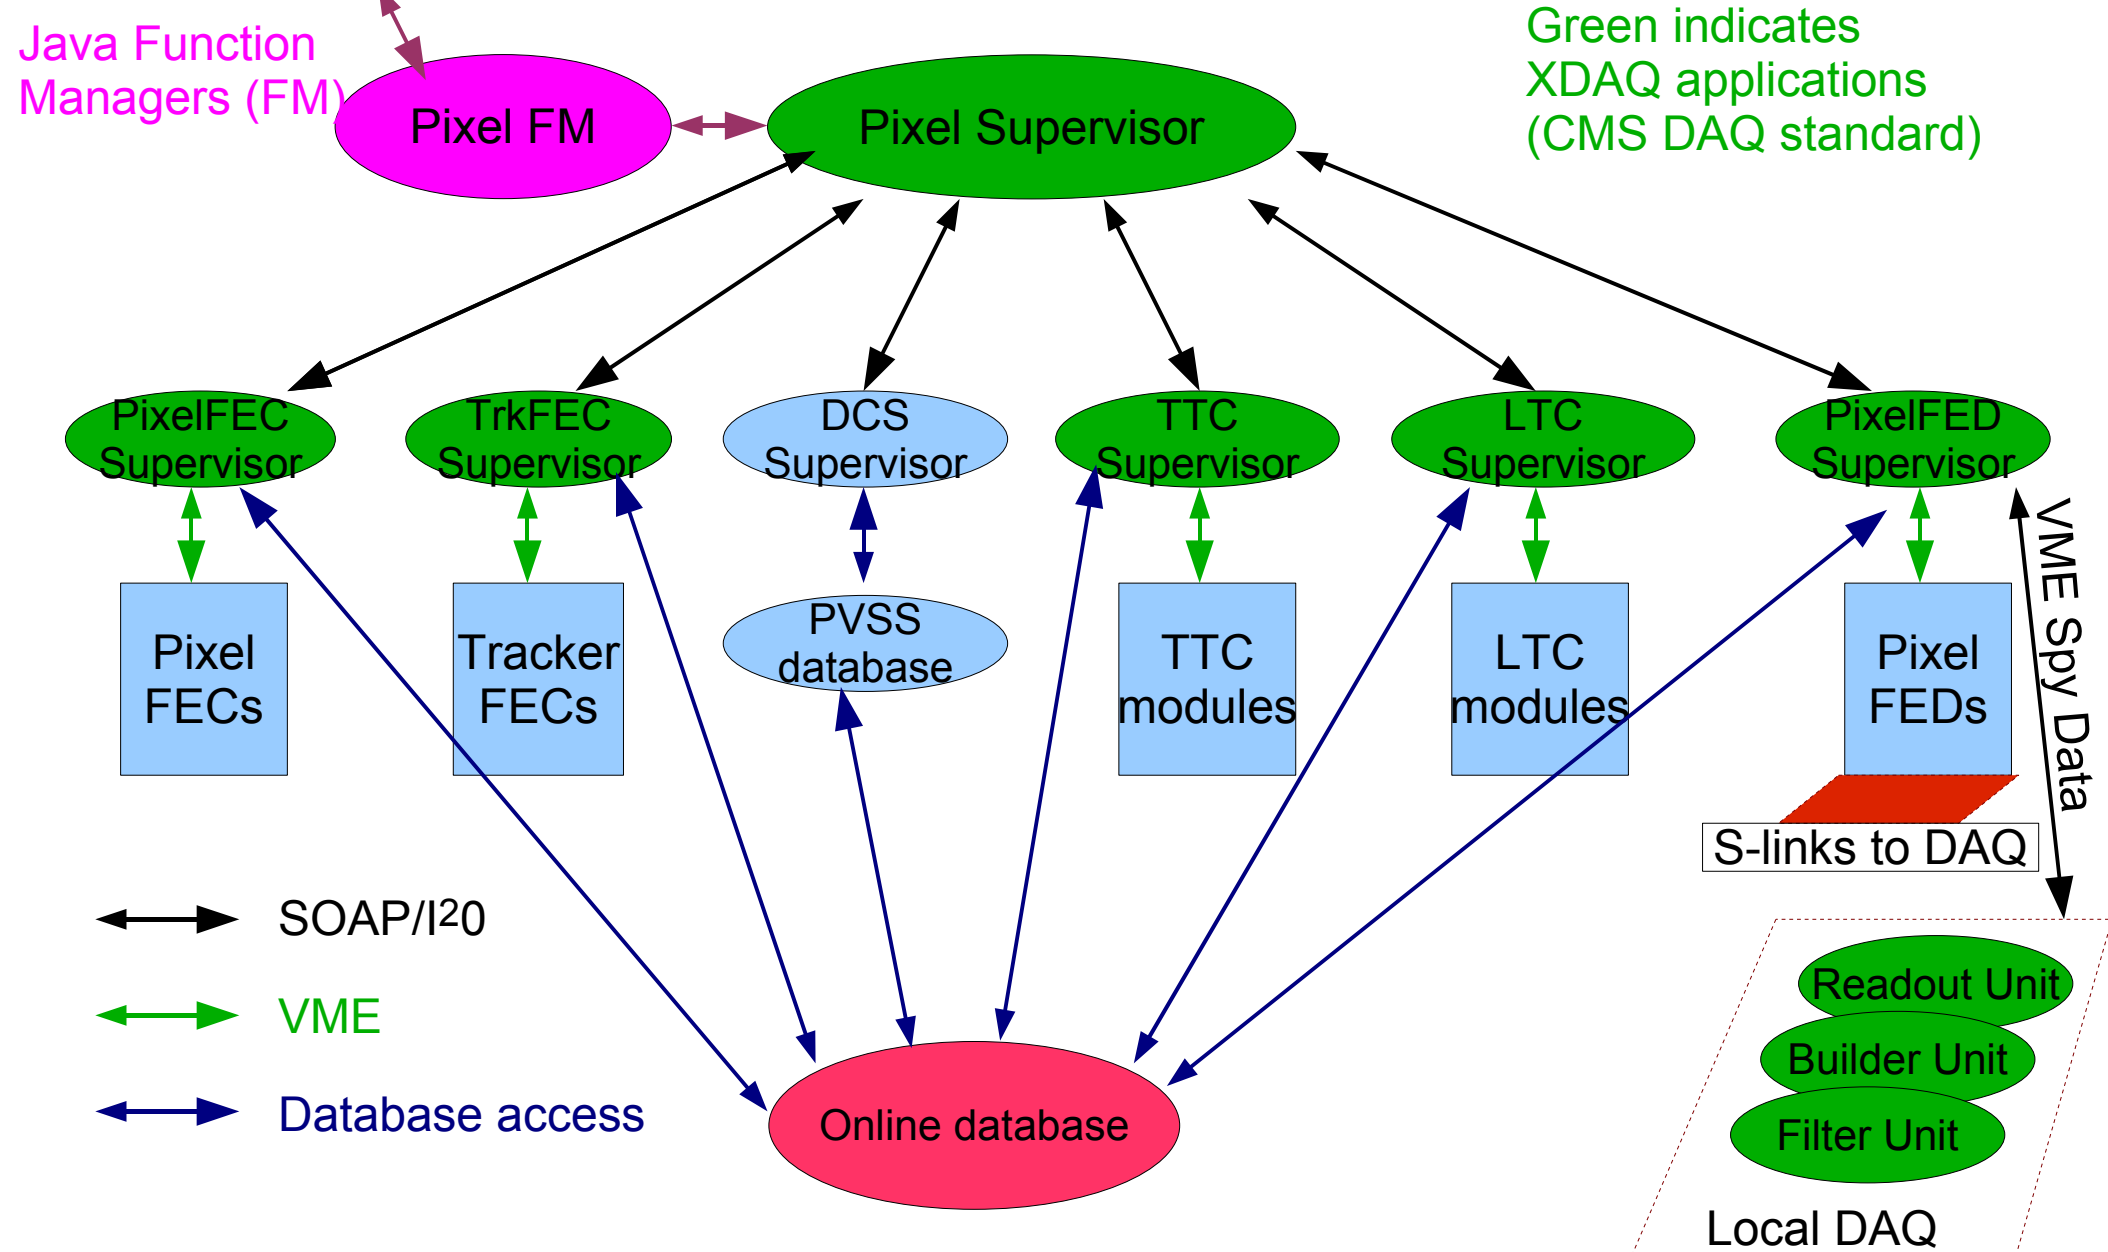 Java Function
Managers (FM)
Pixel FM
Pixel Supervisor
Green indicates
XDAQ applications
(CMS DAQ standard)
PixelFEC
Supervisor
TrkFEC
Supervisor
DCS
Supervisor
TTC
Supervisor
LTC
Supervisor
PixelFED
Supervisor
Pixel
FECs
Tracker
FECs
PVSS
database
TTC
modules
LTC
modules
Pixel
FEDs
VME Spy Data
S-links to DAQ
SOAP/I²0
VME
Database access
Online database
Readout Unit
Builder Unit
Filter Unit
Local DAQ